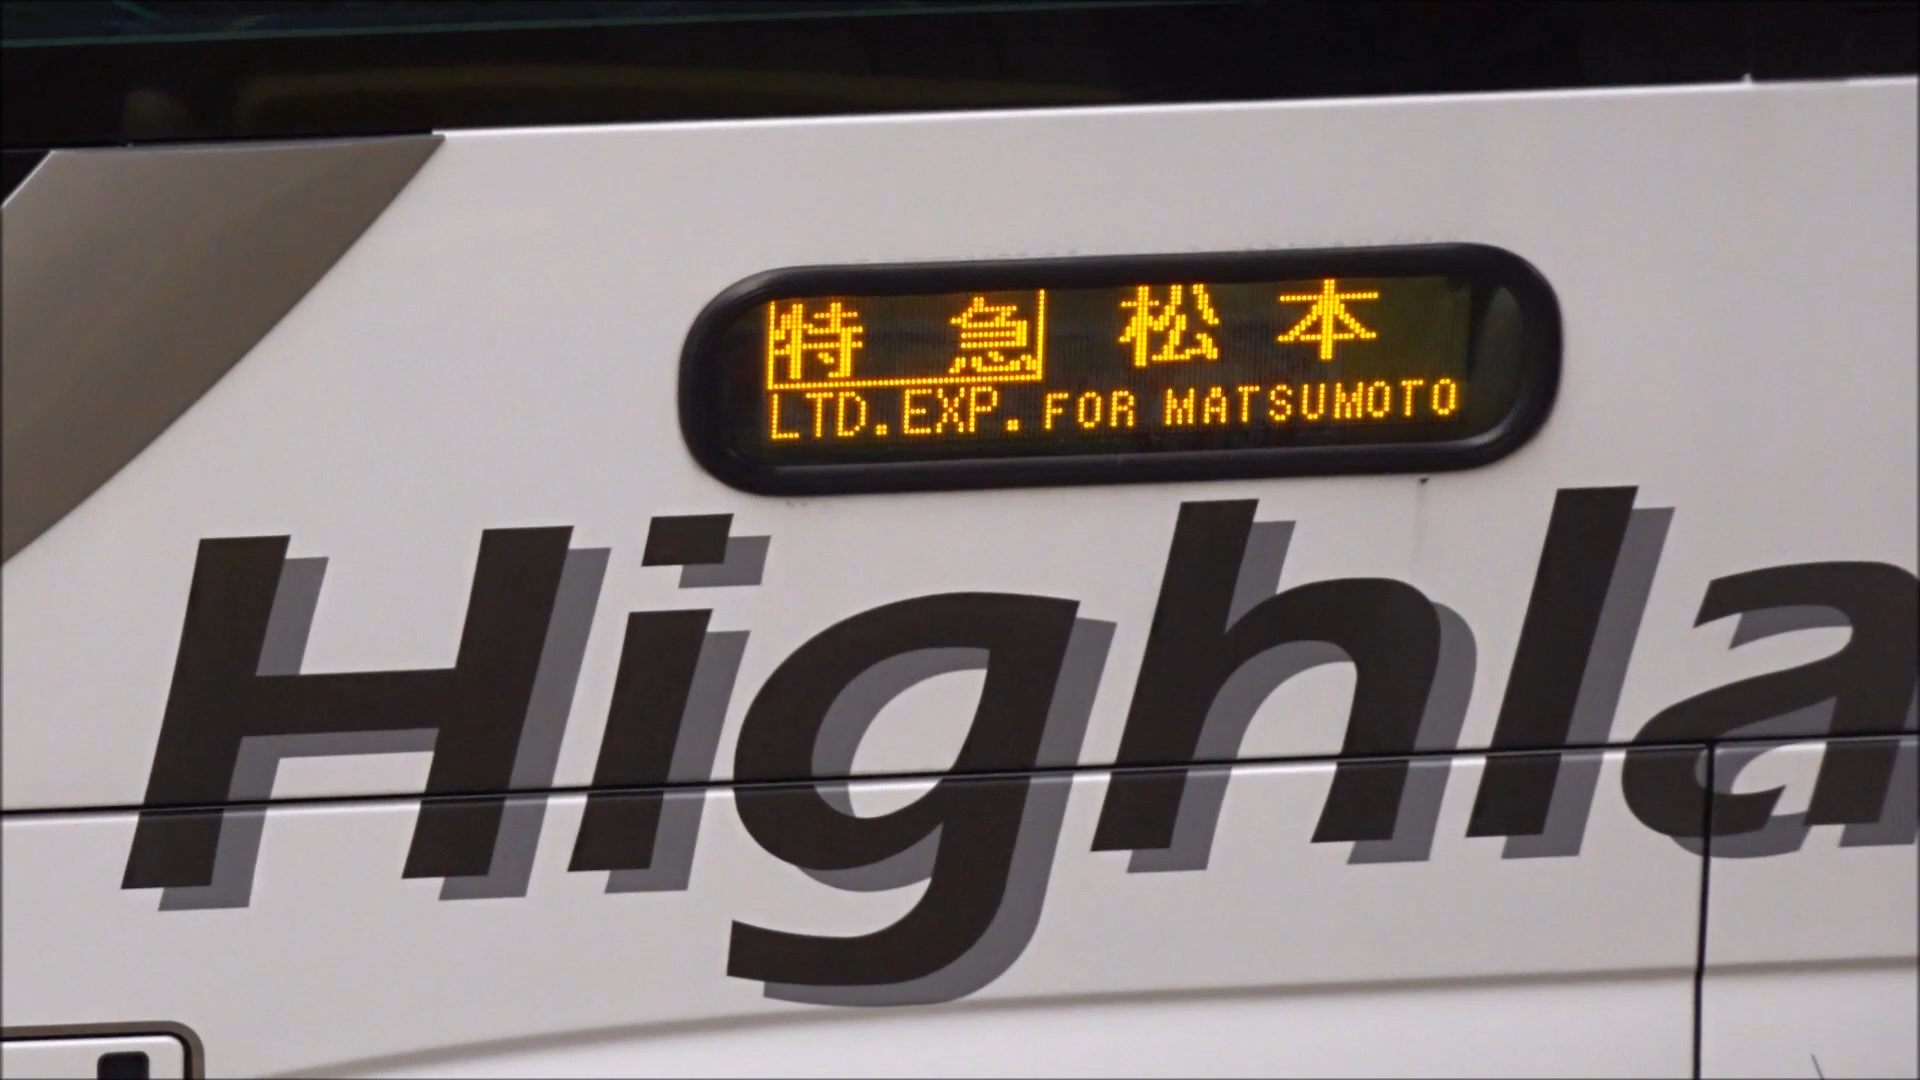 特急 松本
LTD.EXP. FOR MATSUMOTO
Highla